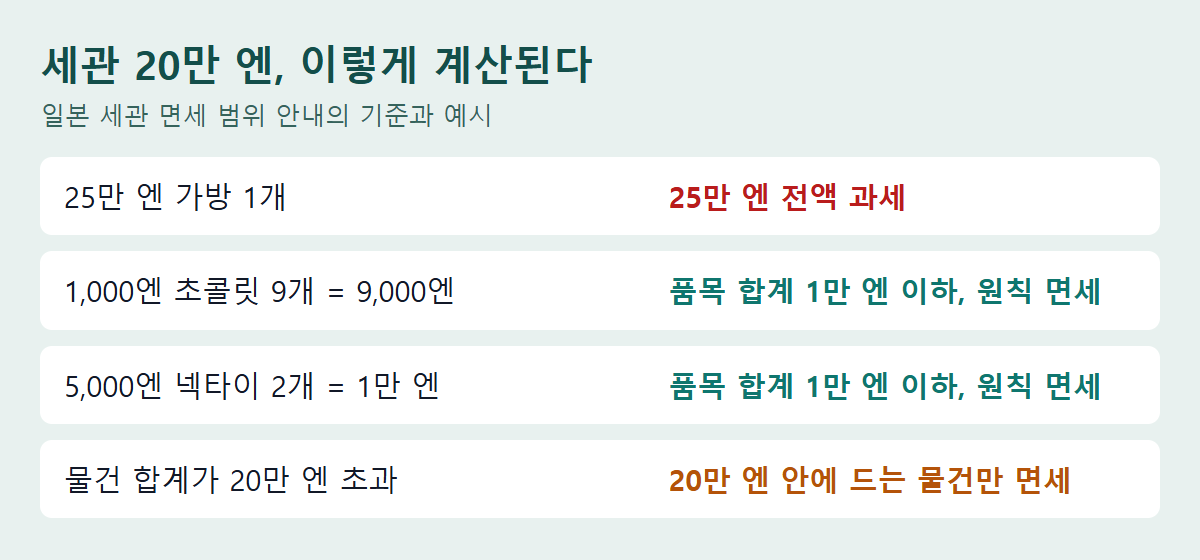 세관 20만 엔, 이렇게 계산된다
일본 세관 면세 범위 안내의 기준과 예시
25만 엔 가방 1개
25만 엔 전액 과세
1,000엔 초콜릿 9개 = 9,000엔
품목 합계 1만 엔 이하, 원칙 면세
5,000엔 넥타이 2개 = 1만 엔
품목 합계 1만 엔 이하, 원칙 면세
물건 합계가 20만 엔 초과
20만 엔 안에 드는 물건만 면세